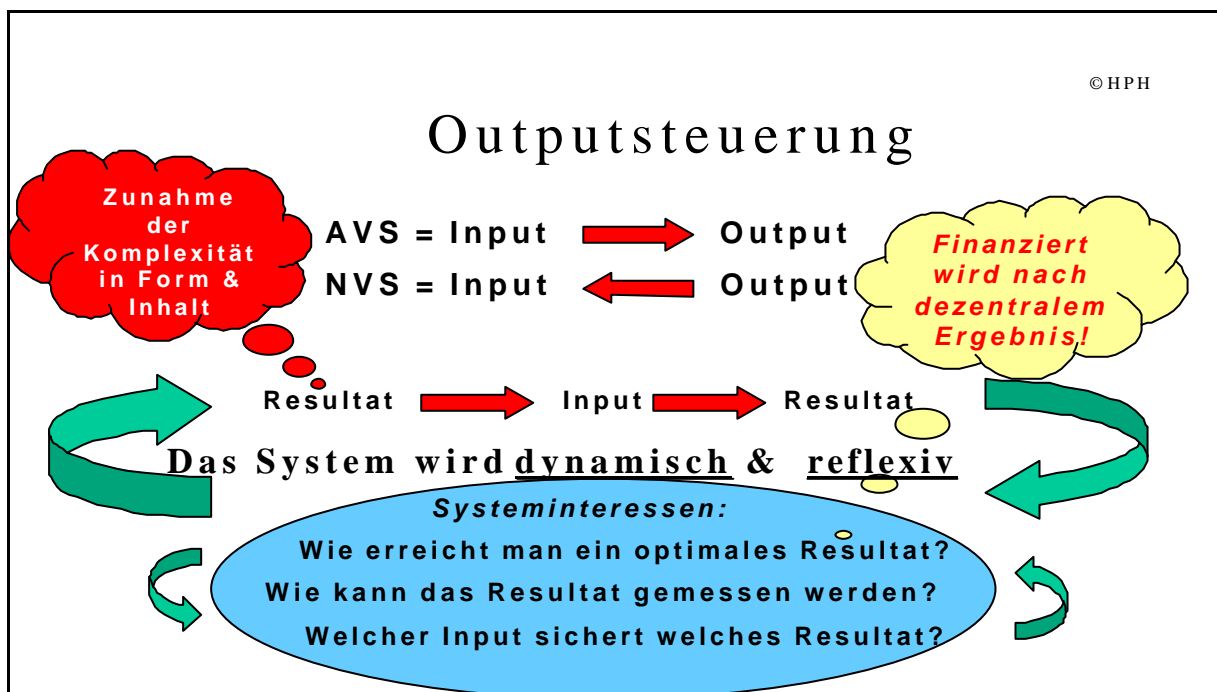 © HPH
Outputsteuerung
Zunahme
der
Komplexität
in Form &
Inhalt
AVS = Input Output
NVS = Input Output
Finanziert
wird nach
dezentralem
Ergebnis!
Resultat Input Resultat
Das System wird dynamisch & reflexiv
Systeminteressen:
Wie erreicht man ein optimales Resultat?
Wie kann das Resultat gemessen werden?
Welcher Input sichert welches Resultat?